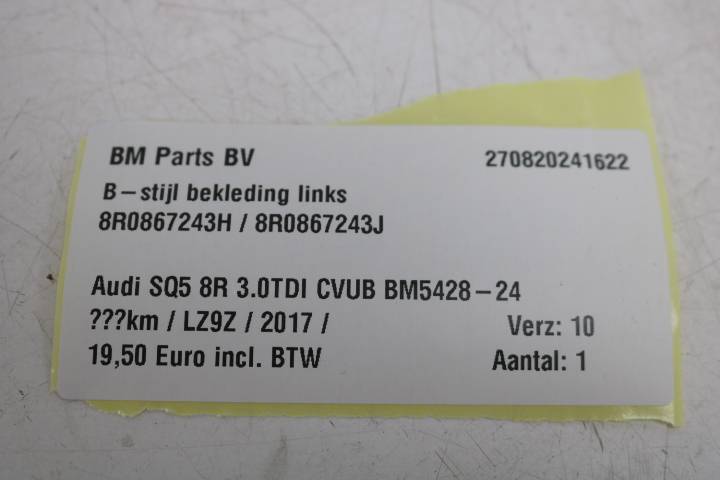 BM Parts BV 270820241622
B-stijl bekleding links
8R0867243H / 8R0867243J
Audi SQ5 8R 3.0TDI CVUB BM5428-24
???km / LZ9Z / 2017 / Verz: 10
19,50 Euro incl. BTW Aantal: 1